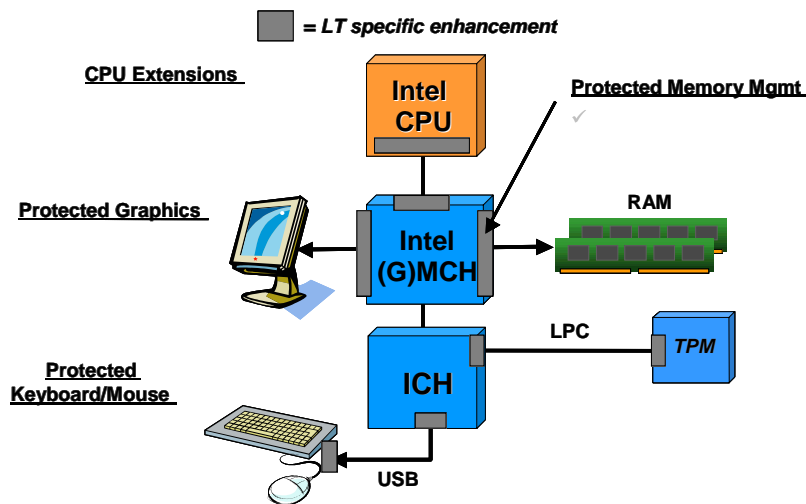 = LT specific enhancement
CPU Extensions
Intel
CPU
Protected Memory Mgmt
✓
Protected Graphics
Intel
(G)MCH
RAM
LPC
TPM
ICH
Protected
Keyboard/Mouse
USB